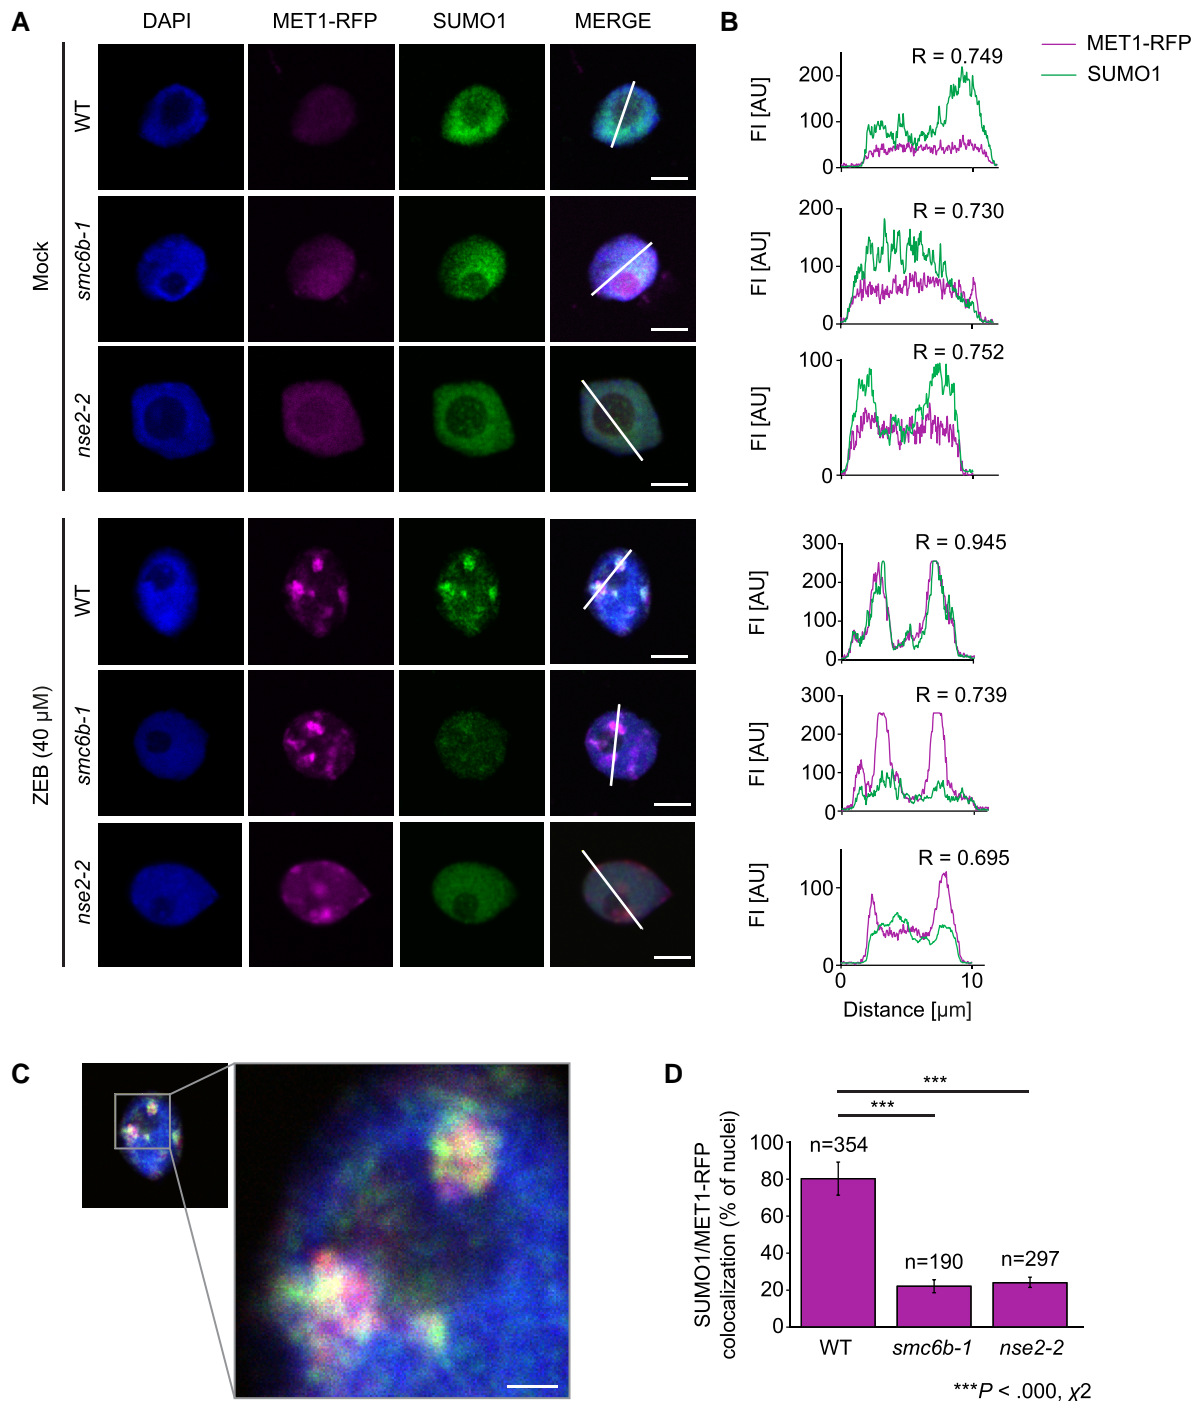 A
DAPI MET1-RFP SUMO1 MERGE
Mock
WT
smc6b-1
nse2-2
ZEB (40 µM)
WT
smc6b-1
nse2-2
B
MET1-RFP
SUMO1
R = 0.749
FI [AU]
200
100
0
R = 0.730
FI [AU]
200
100
0
R = 0.752
FI [AU]
100
0
R = 0.945
FI [AU]
300
200
100
0
R = 0.739
FI [AU]
300
200
100
0
R = 0.695
FI [AU]
100
0
0 10
Distance [µm]
C
D
***
***
SUMO1/MET1-RFP
colocalization (% of nuclei)
100
80
60
40
20
0
n=354
n=190
n=297
WT smc6b-1 nse2-2
***P < .000, χ2